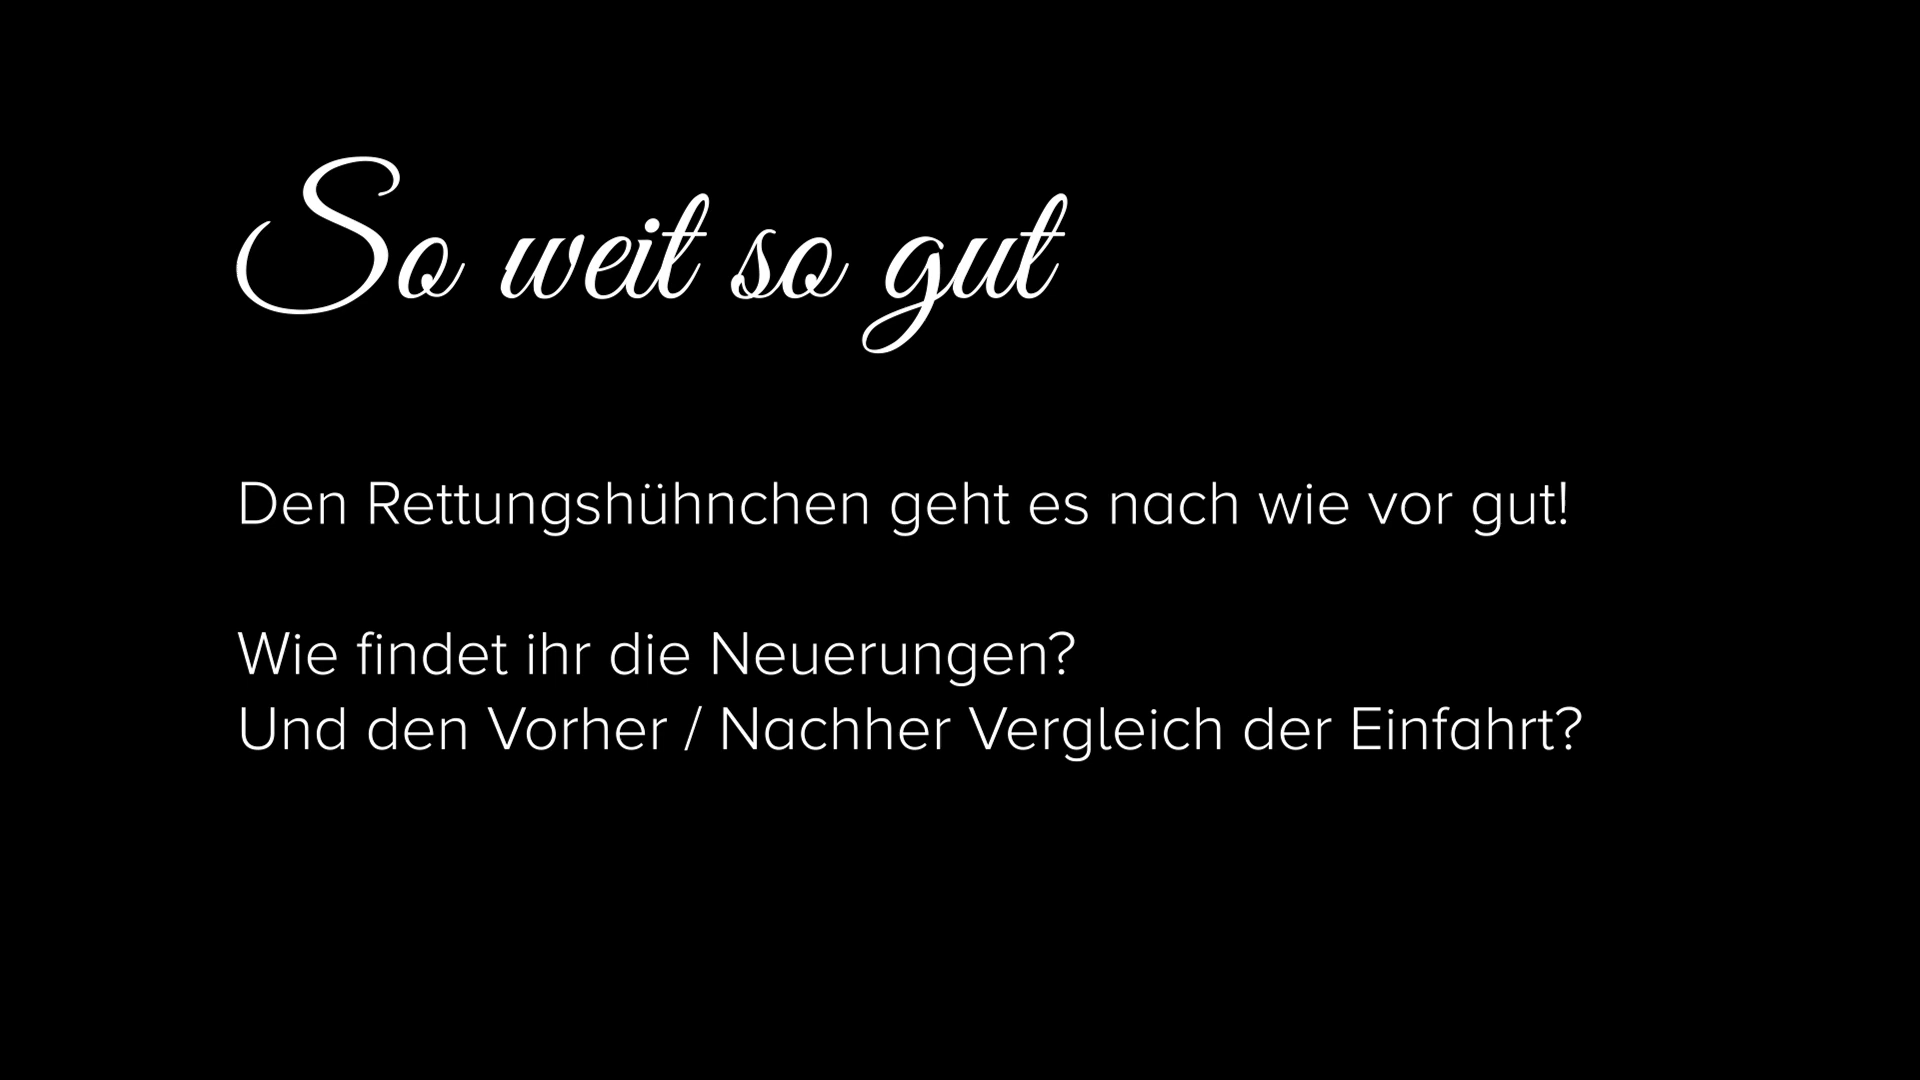 So weit so gut
Den Rettungshühnchen geht es nach wie vor gut!
Wie findet ihr die Neuerungen?
Und den Vorher / Nachher Vergleich der Einfahrt?